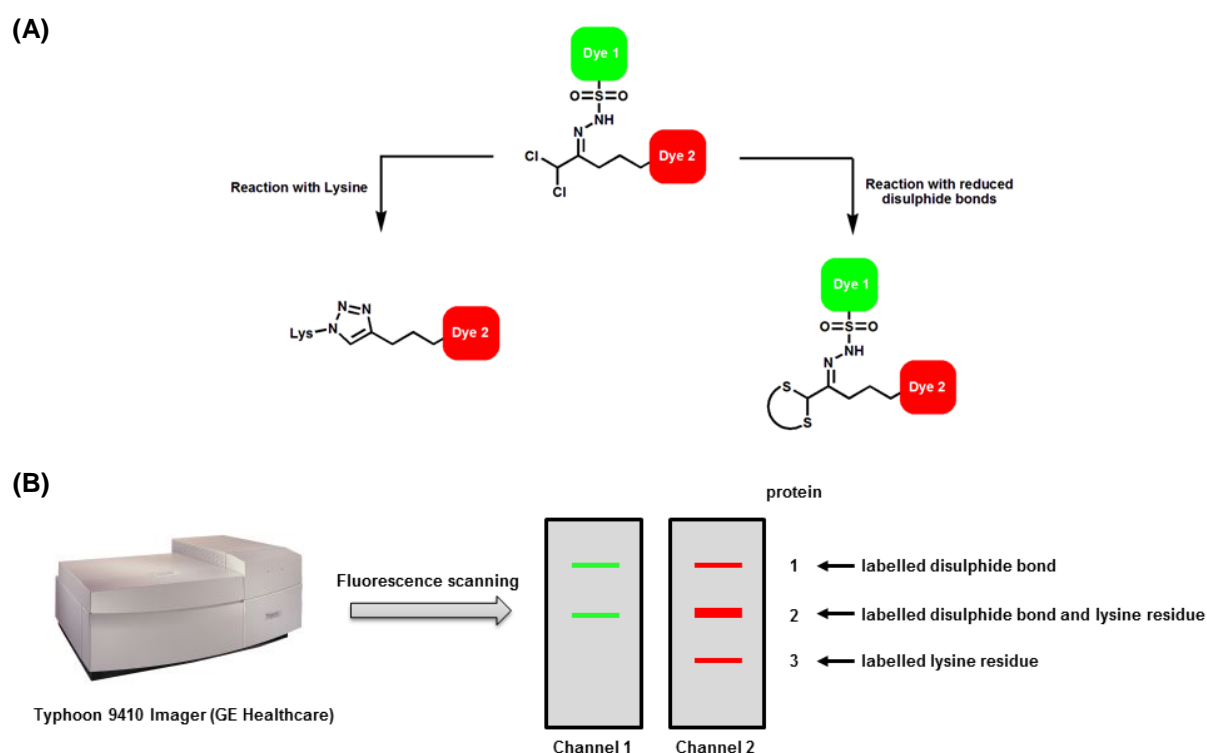 (A)
Dye 1
O=S=O
NH
N
Cl
Cl
Dye 2
Reaction with Lysine
Reaction with reduced
disulphide bonds
N=N
Lys-N
Dye 2
Dye 1
O=S=O
NH
N
S
S
Dye 2
(B)
protein
Fluorescence scanning
1 labelled disulphide bond
2 labelled disulphide bond and lysine residue
3 labelled lysine residue
Typhoon 9410 Imager (GE Healthcare)
Channel 1 Channel 2